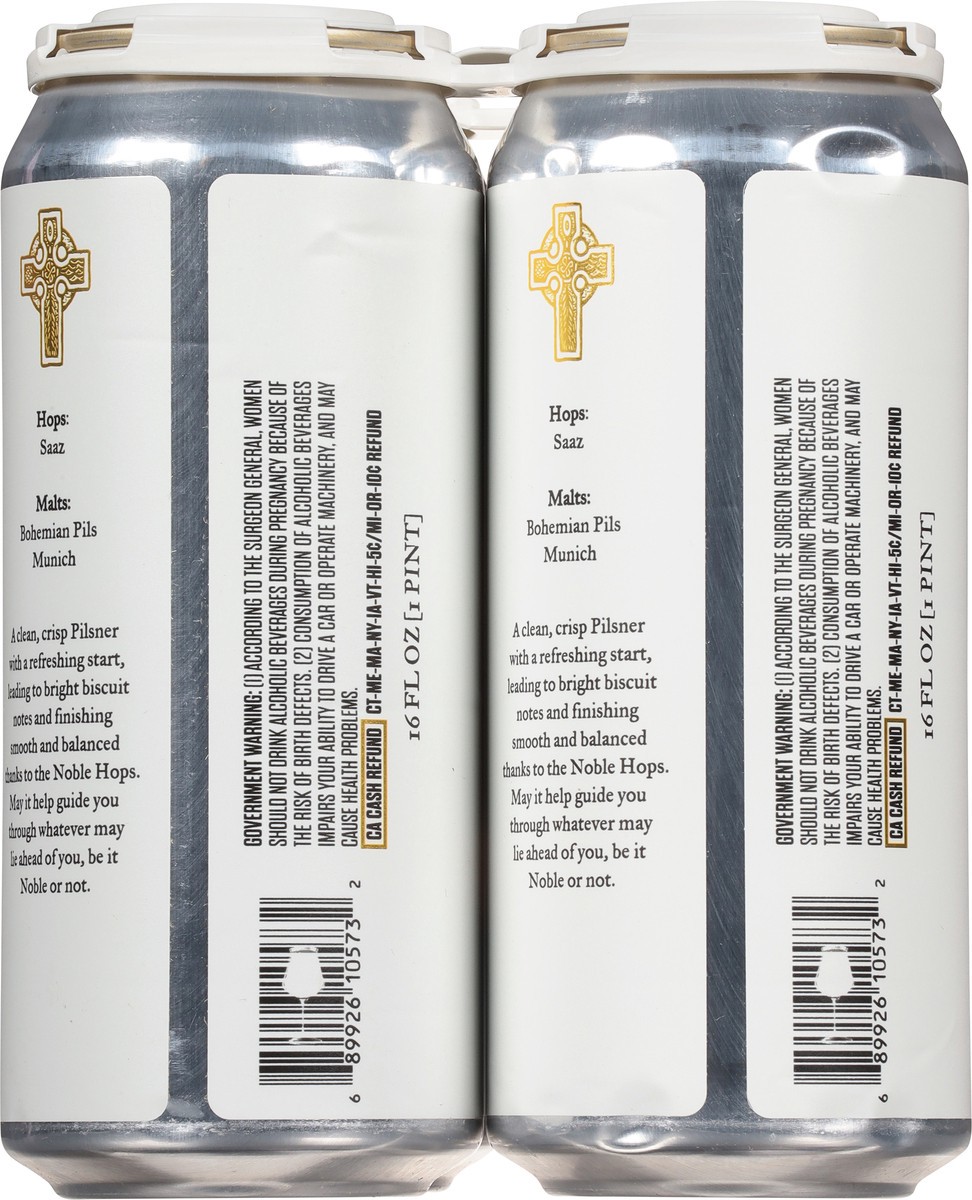 Hops:
Saaz
Malts:
Bohemian Pils
Munich
A clean, crisp Pilsner
with a refreshing start,
leading to bright biscuit
notes and finishing
smooth and balanced
thanks to the Noble Hops.
May it help guide you
through whatever may
lie ahead of you, be it
Noble or not.
GOVERNMENT WARNING: (1) ACCORDING TO THE SURGEON GENERAL, WOMEN
SHOULD NOT DRINK ALCOHOLIC BEVERAGES DURING PREGNANCY BECAUSE OF
THE RISK OF BIRTH DEFECTS. (2) CONSUMPTION OF ALCOHOLIC BEVERAGES
IMPAIRS YOUR ABILITY TO DRIVE A CAR OR OPERATE MACHINERY, AND MAY
CAUSE HEALTH PROBLEMS.
CA CASH REFUND CT-ME-MA-NY-IA-VT-HI-5¢/MI-OR-10¢ REFUND
16 FL OZ [1 PINT]
6 89926 10573 2
Hops:
Saaz
Malts:
Bohemian Pils
Munich
A clean, crisp Pilsner
with a refreshing start,
leading to bright biscuit
notes and finishing
smooth and balanced
thanks to the Noble Hops.
May it help guide you
through whatever may
lie ahead of you, be it
Noble or not.
GOVERNMENT WARNING: (1) ACCORDING TO THE SURGEON GENERAL, WOMEN
SHOULD NOT DRINK ALCOHOLIC BEVERAGES DURING PREGNANCY BECAUSE OF
THE RISK OF BIRTH DEFECTS. (2) CONSUMPTION OF ALCOHOLIC BEVERAGES
IMPAIRS YOUR ABILITY TO DRIVE A CAR OR OPERATE MACHINERY, AND MAY
CAUSE HEALTH PROBLEMS.
CA CASH REFUND CT-ME-MA-NY-IA-VT-HI-5¢/MI-OR-10¢ REFUND
16 FL OZ [1 PINT]
6 89926 10573 2